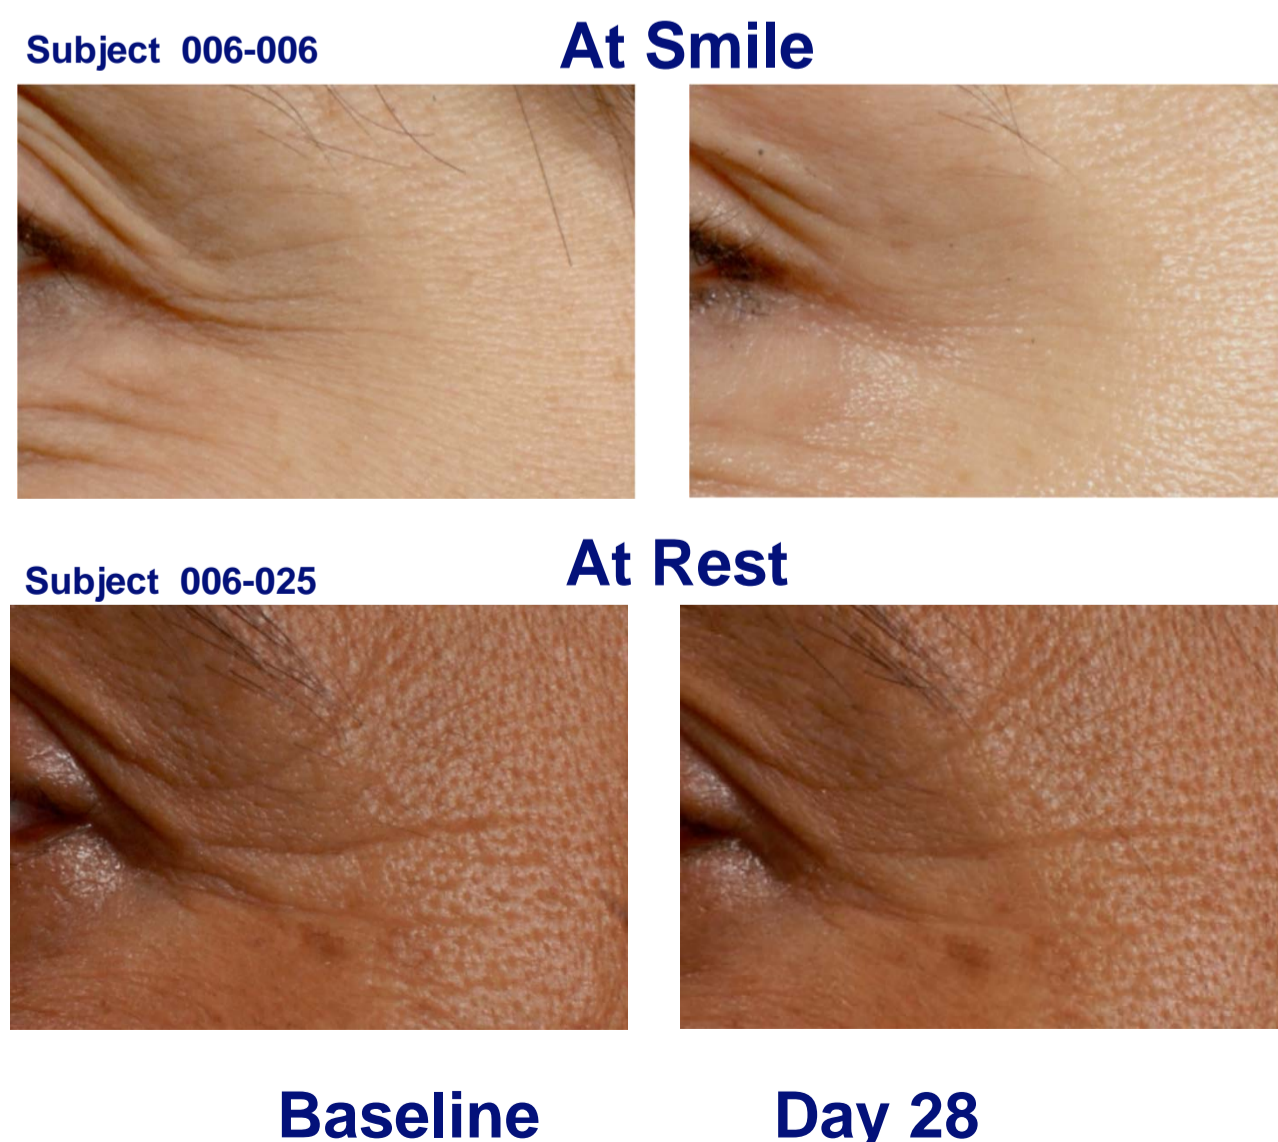 At Smile
Subject 006-006
At Rest
Subject 006-025
Baseline Day 28